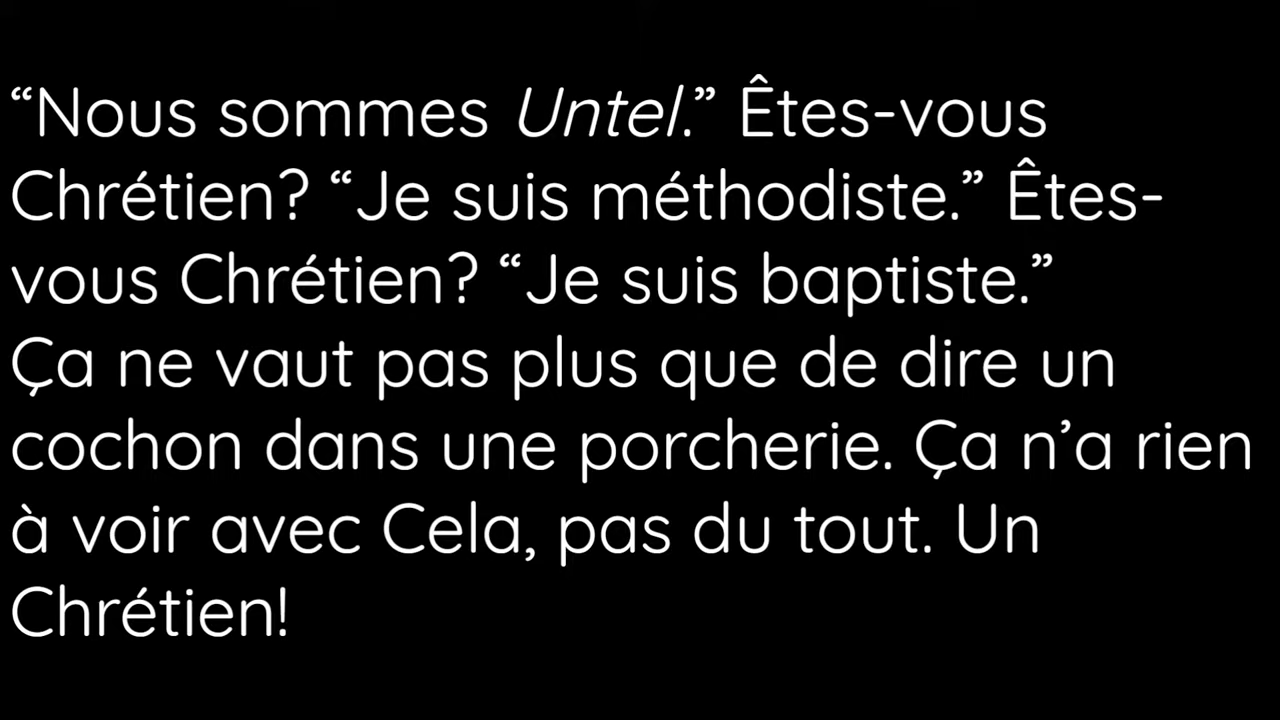 “Nous sommes Untel.” Êtes-vous
Chrétien? “Je suis méthodiste.” Êtes-
vous Chrétien? “Je suis baptiste.”
Ça ne vaut pas plus que de dire un
cochon dans une porcherie. Ça n’a rien
à voir avec Cela, pas du tout. Un
Chrétien!